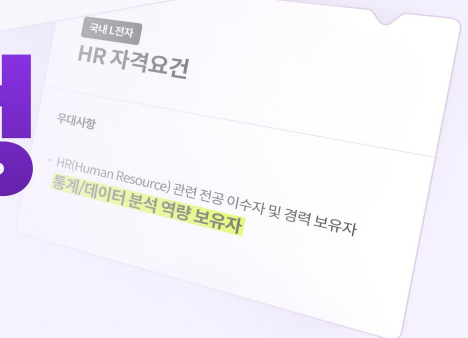 국내 L전자
HR 자격요건
우대사항
· HR(Human Resource) 관련 전공 이수자 및 경력 보유자
통계/데이터 분석 역량 보유자